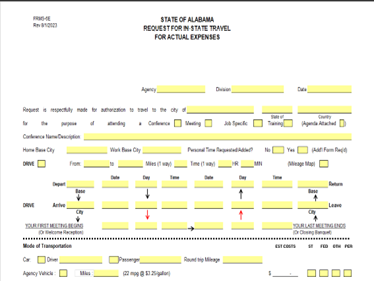 FRMS-5E
Rev 8/1/2023
STATE OF ALABAMA
REQUEST FOR IN-STATE TRAVEL
FOR ACTUAL EXPENSES
Agency Division Date
Request is respectfully made for authorization to travel to the city of
State of Country
for the purpose of attending a Conference Meeting Job Specific Training (Agenda Attached )
Conference Name/Description
Home Base City Work Base City Personal Time Requested/Added? No Yes (Add'l Form Req'd)
DRIVE From: to Miles (1 way) Time (1 way) HR MIN (Mileage Map)
Date Day Time Date Day Time
Depart Return
Base Base
DRIVE Arrive Leave
City City
YOUR FIRST MEETING BEGINS YOUR LAST MEETING ENDS
(Or Welcome Reception) (Or Closing Banquet)
Mode of Transportation EST COSTS ST FED OTH PER
Car: Driver Passenger Round trip Mileage
Agency Vehicle : Miles (22 mpg @ $3.25/gallon) $ -